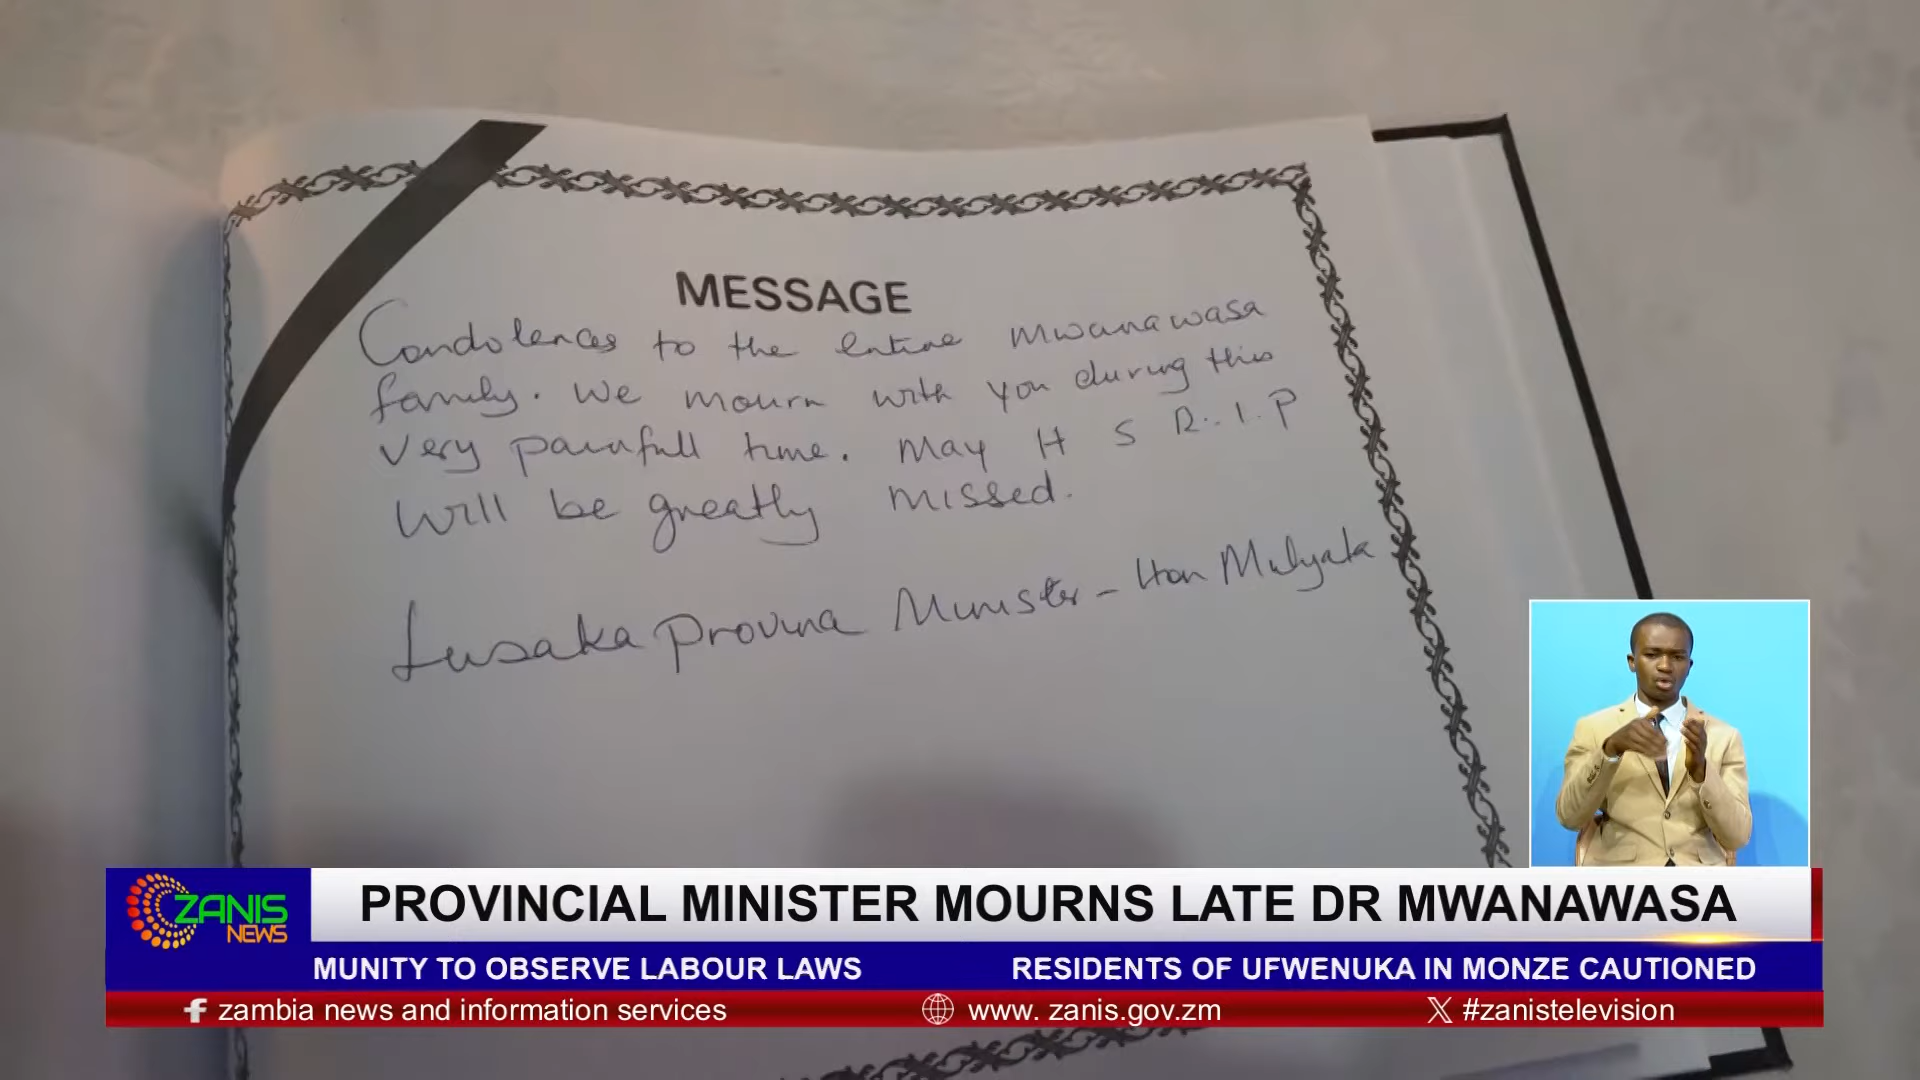 MESSAGE
Condolences to the entire Mwanawasa
family. We mourn with you during this
very painfull time. May H S R.I.P
Will be greatly missed.
Lusaka Province Minister - Hon Mulyata
ZANIS
NEWS
PROVINCIAL MINISTER MOURNS LATE DR MWANAWASA
MUNITY TO OBSERVE LABOUR LAWS RESIDENTS OF UFWENUKA IN MONZE CAUTIONED
zambia news and information services www. zanis.gov.zm #zanistelevision